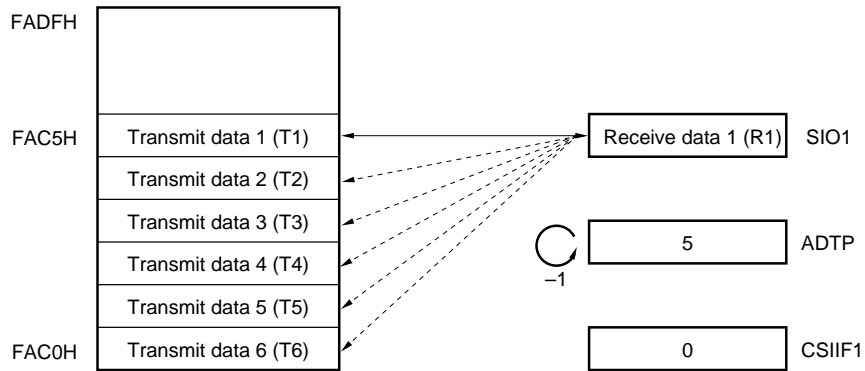 FADFH
FAC5H Transmit data 1 (T1) Receive data 1 (R1) SIO1
Transmit data 2 (T2)
Transmit data 3 (T3) 5 ADTP
Transmit data 4 (T4)
–1
Transmit data 5 (T5)
FAC0H Transmit data 6 (T6) 0 CSIIF1